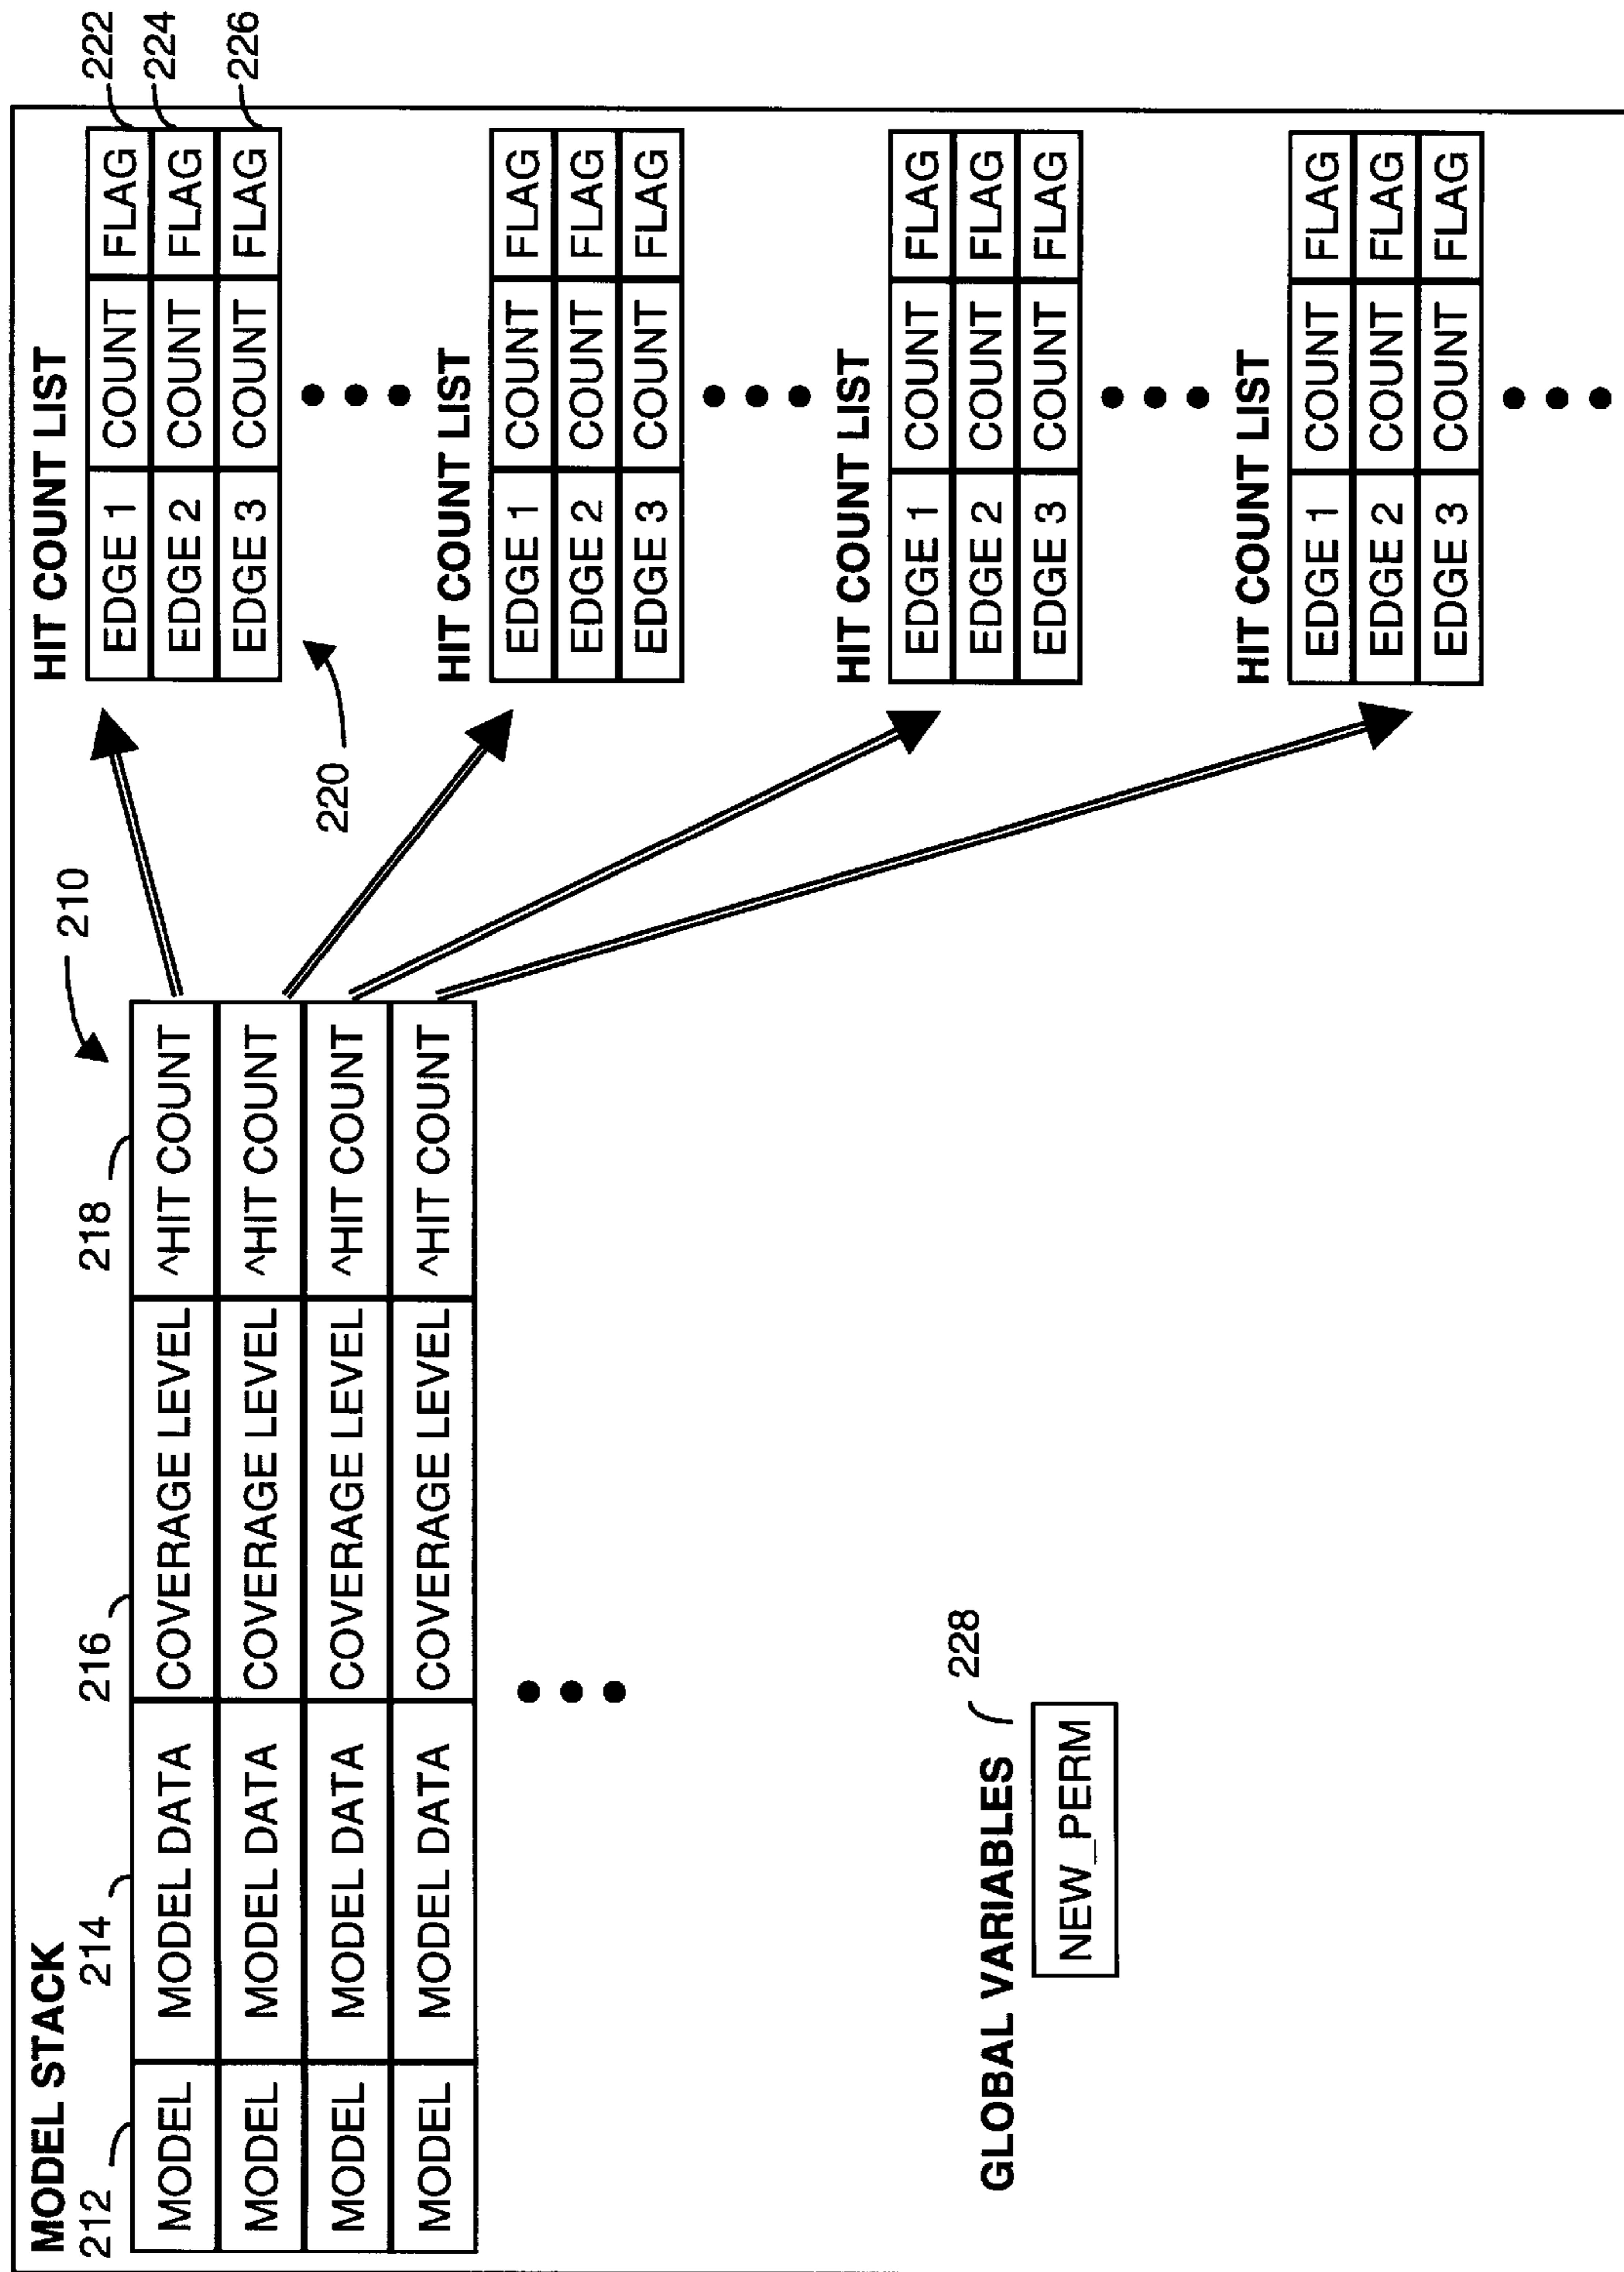 MODEL STACK
212 214 216 218 210
MODEL MODEL DATA COVERAGE LEVEL ^HIT COUNT
MODEL MODEL DATA COVERAGE LEVEL ^HIT COUNT
MODEL MODEL DATA COVERAGE LEVEL ^HIT COUNT
MODEL MODEL DATA COVERAGE LEVEL ^HIT COUNT
HIT COUNT LIST
EDGE 1 COUNT FLAG 222
EDGE 2 COUNT FLAG 224
EDGE 3 COUNT FLAG 226
220
HIT COUNT LIST
EDGE 1 COUNT FLAG
EDGE 2 COUNT FLAG
EDGE 3 COUNT FLAG
HIT COUNT LIST
EDGE 1 COUNT FLAG
EDGE 2 COUNT FLAG
EDGE 3 COUNT FLAG
HIT COUNT LIST
EDGE 1 COUNT FLAG
EDGE 2 COUNT FLAG
EDGE 3 COUNT FLAG
GLOBAL VARIABLES 228
NEW_PERM